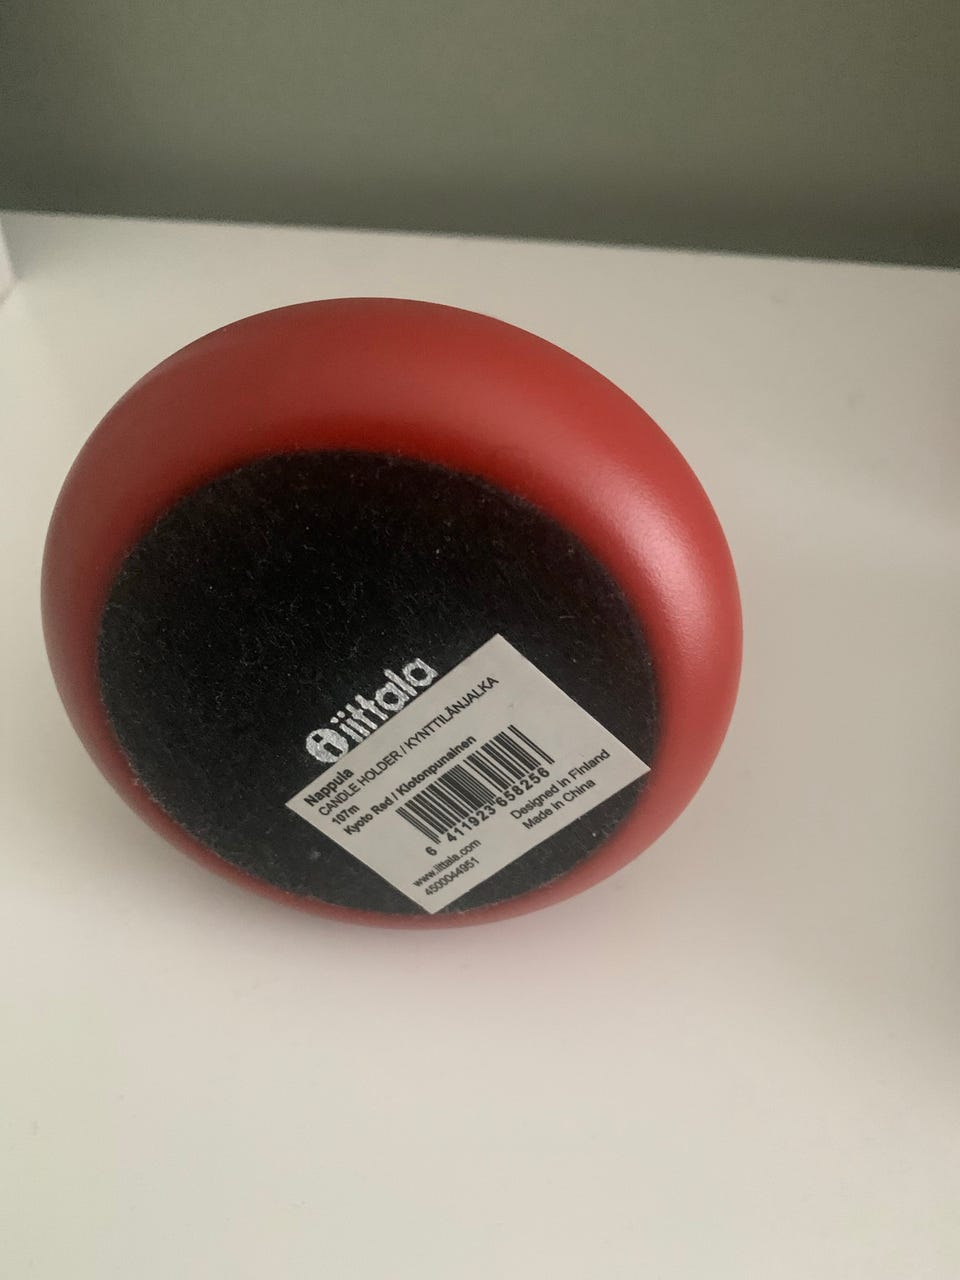 iittala
Nappula
CANDLE HOLDER / KYNTTILÄNJALKA
107m
Kyoto Red / Kiotonpunainen
6 411923 658256
Designed in Finland
Made in China
www.iittala.com
4500044951